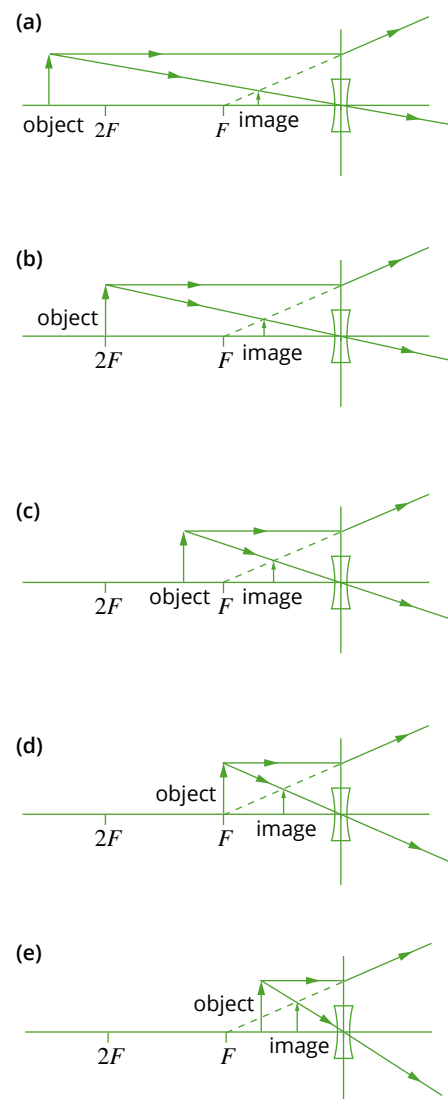 (a)
object 2F F image
(b)
object
2F F image
(c)
object image
2F F
(d)
object
image
2F F
(e)
object
image
2F F